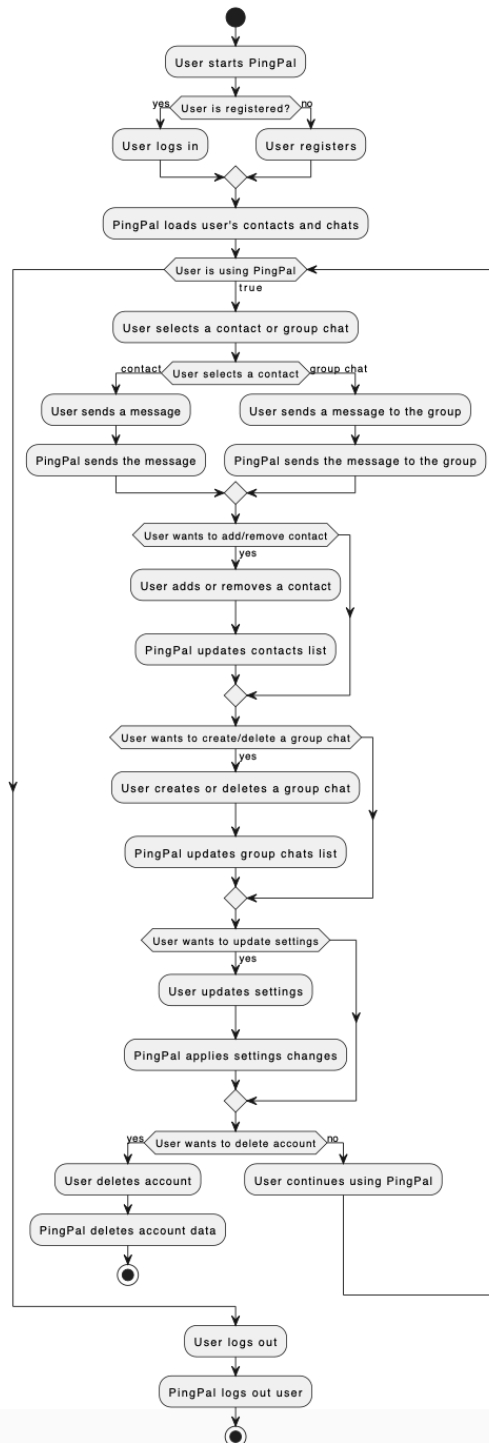 User starts PingPal
yes
User is registered?
no
User logs in
User registers
PingPal loads user's contacts and chats
User is using PingPal
true
User selects a contact or group chat
contact
User selects a contact
group chat
User sends a message
User sends a message to the group
PingPal sends the message
PingPal sends the message to the group
User wants to add/remove contact
yes
User adds or removes a contact
PingPal updates contacts list
User wants to create/delete a group chat
yes
User creates or deletes a group chat
PingPal updates group chats list
User wants to update settings
yes
User updates settings
PingPal applies settings changes
yes
User wants to delete account
no
User deletes account
User continues using PingPal
PingPal deletes account data
User logs out
PingPal logs out user